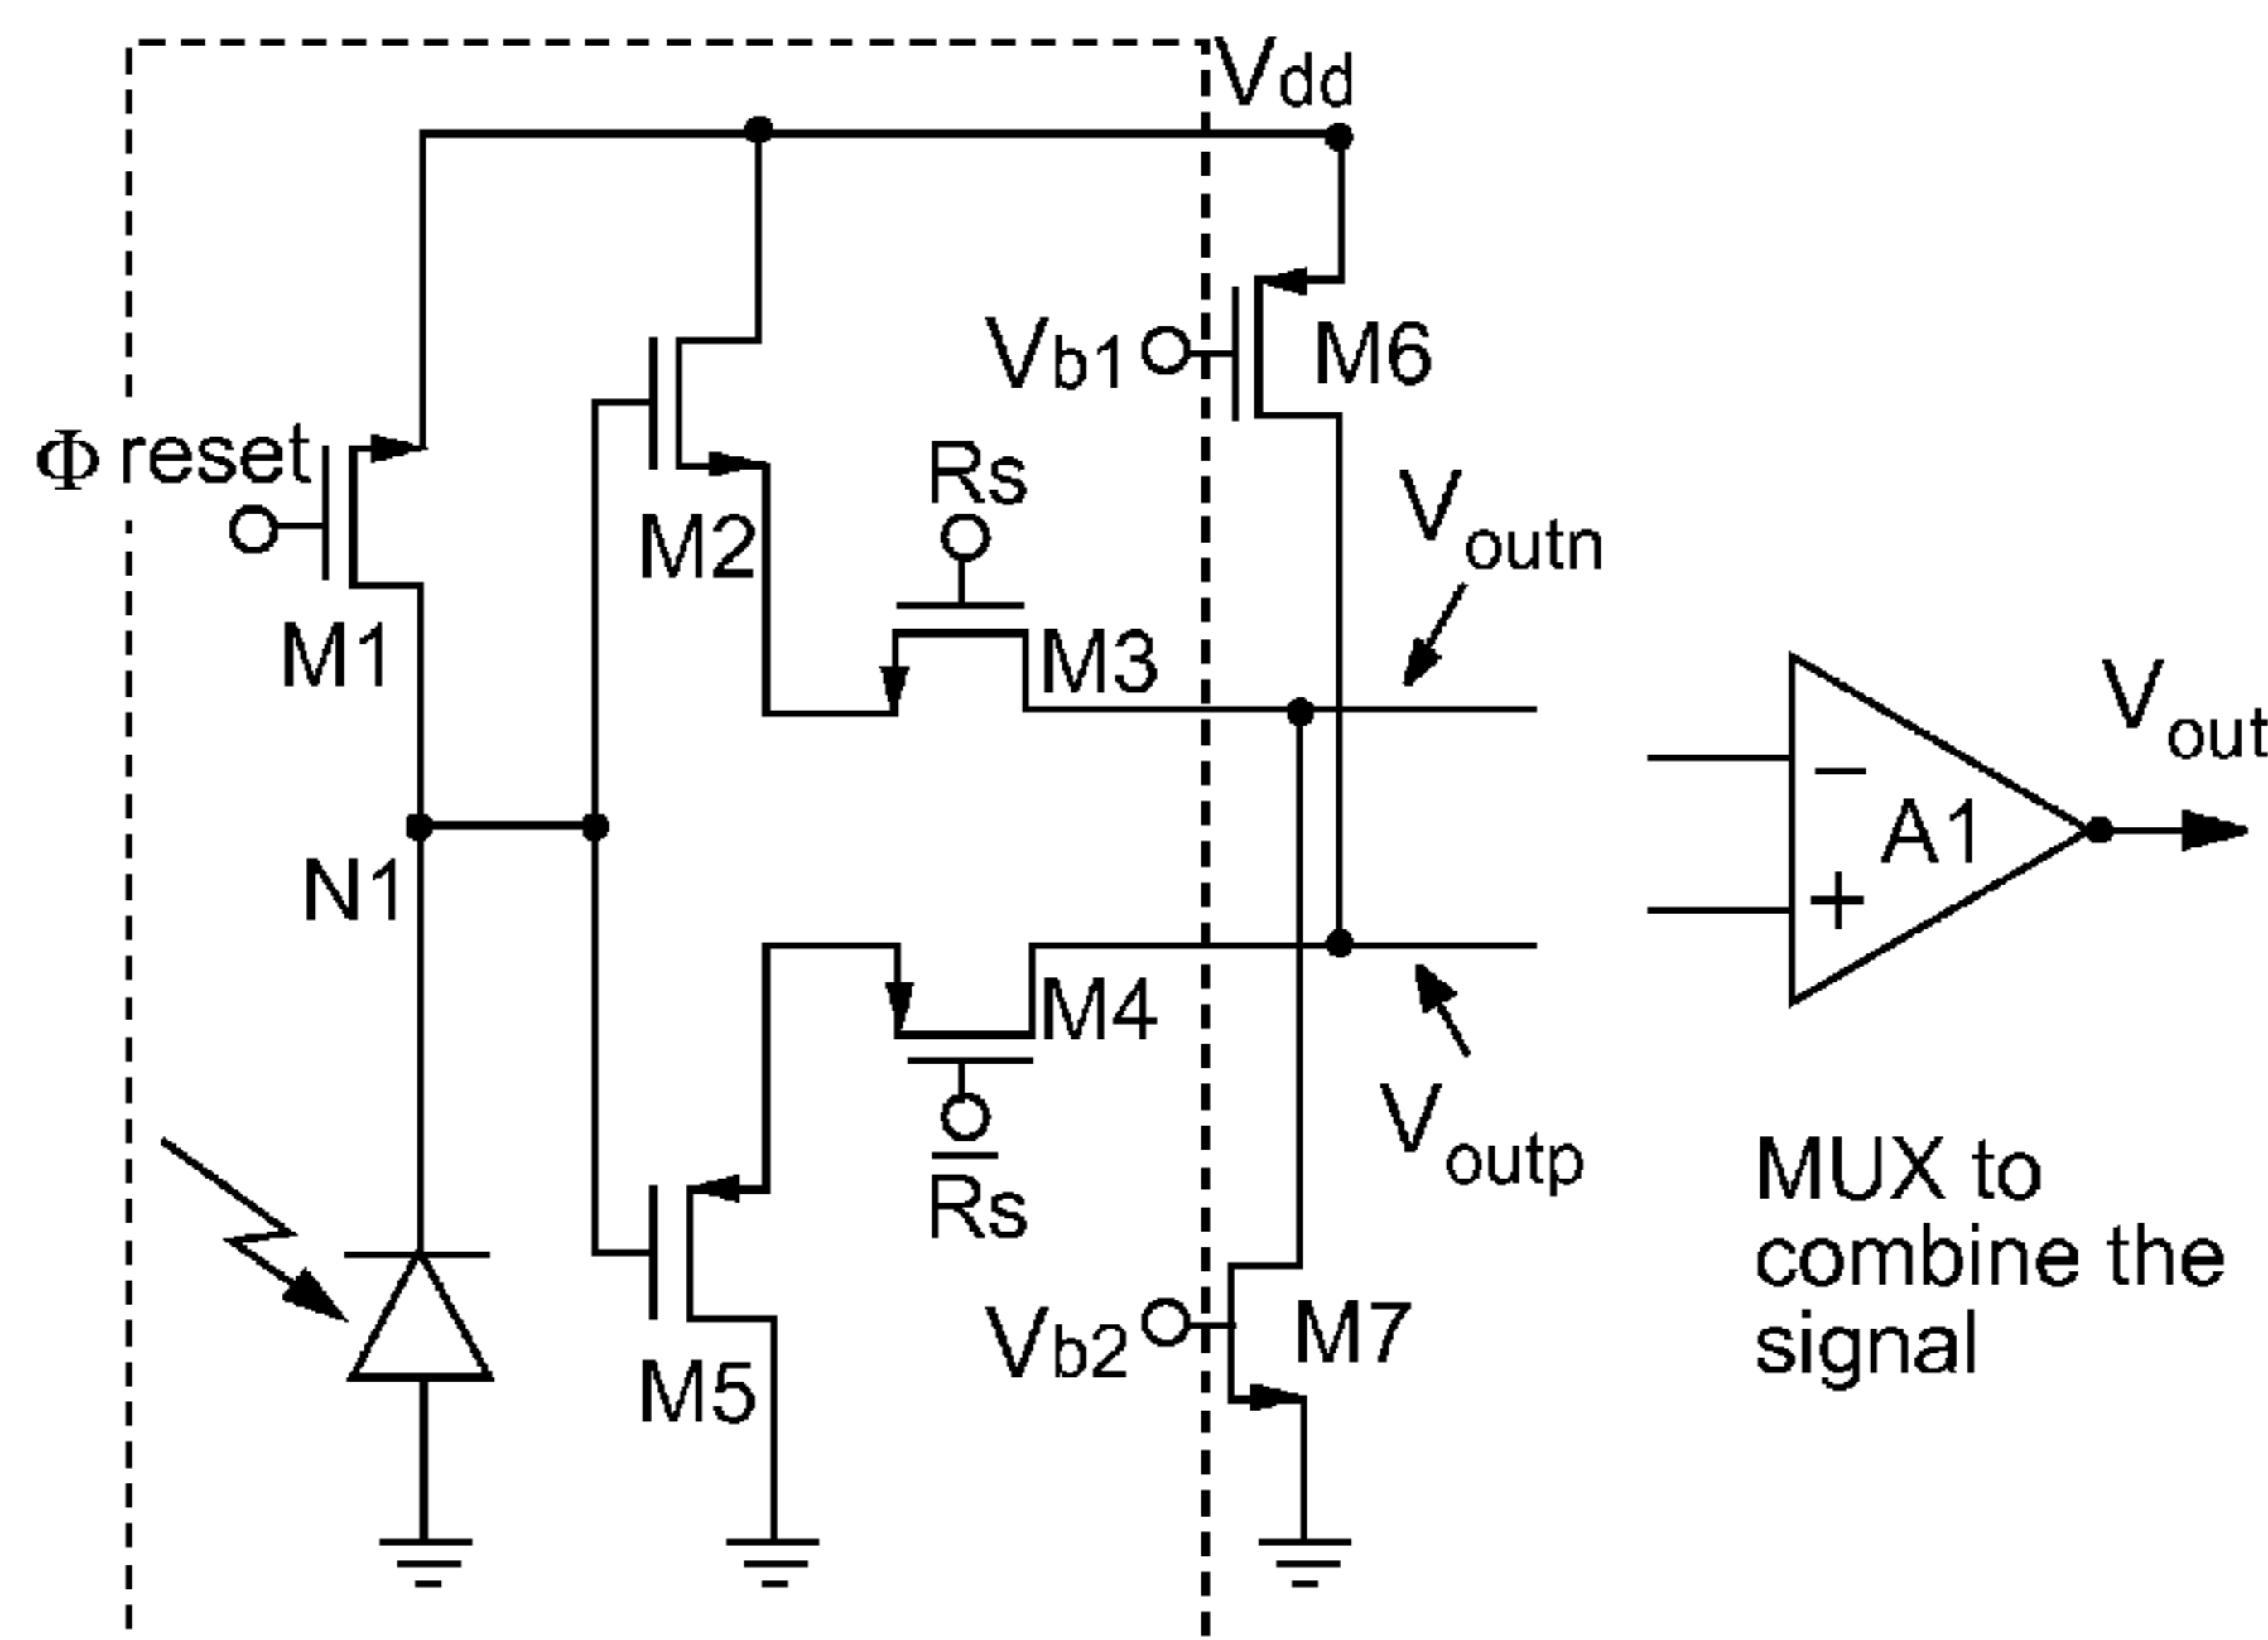 Vdd
Φ reset
M1
M2
Rs
M3
Vb1
M6
Voutn
N1
M4
Rs
M5
Vb2
M7
Voutp
−
A1
+
Vout
MUX to
combine the
signal